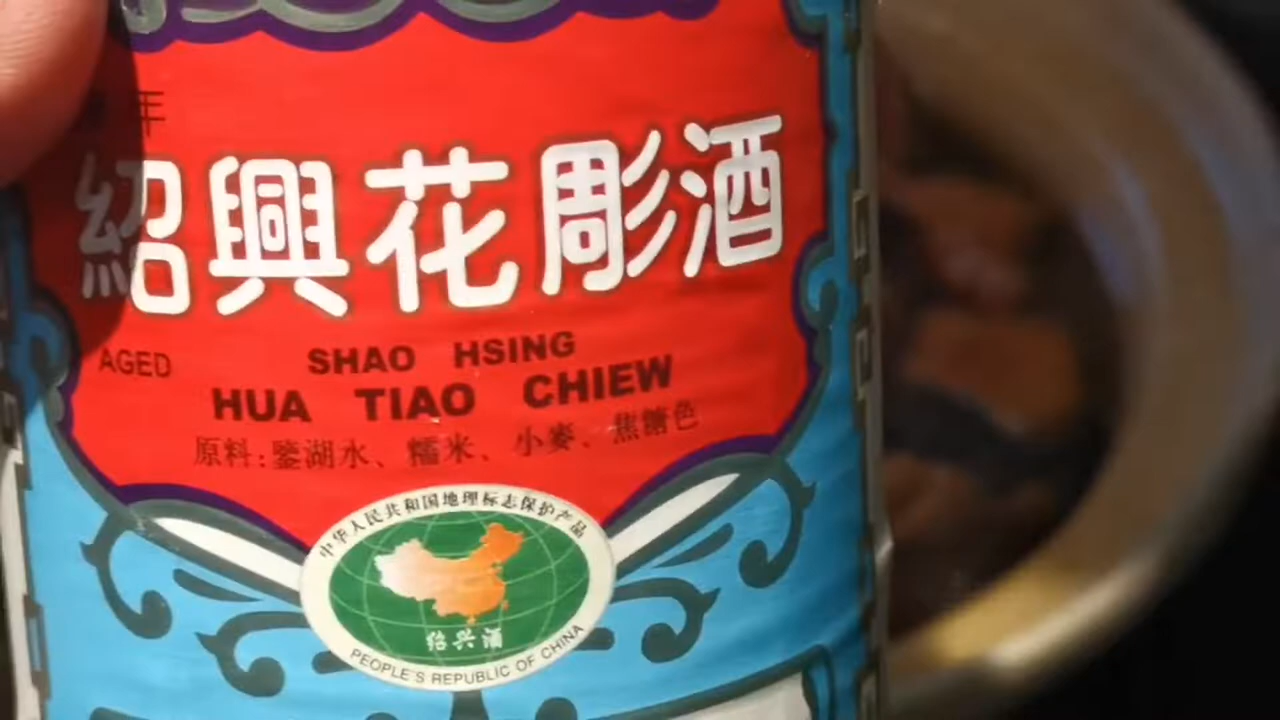 年
紹興花彫酒
AGED
SHAO HSING
HUA TIAO CHIEW
原料:鑒湖水、糯米、小麥、焦糖色
中华人民共和国地理标志保护产品
绍兴酒
PEOPLE'S REPUBLIC OF CHINA